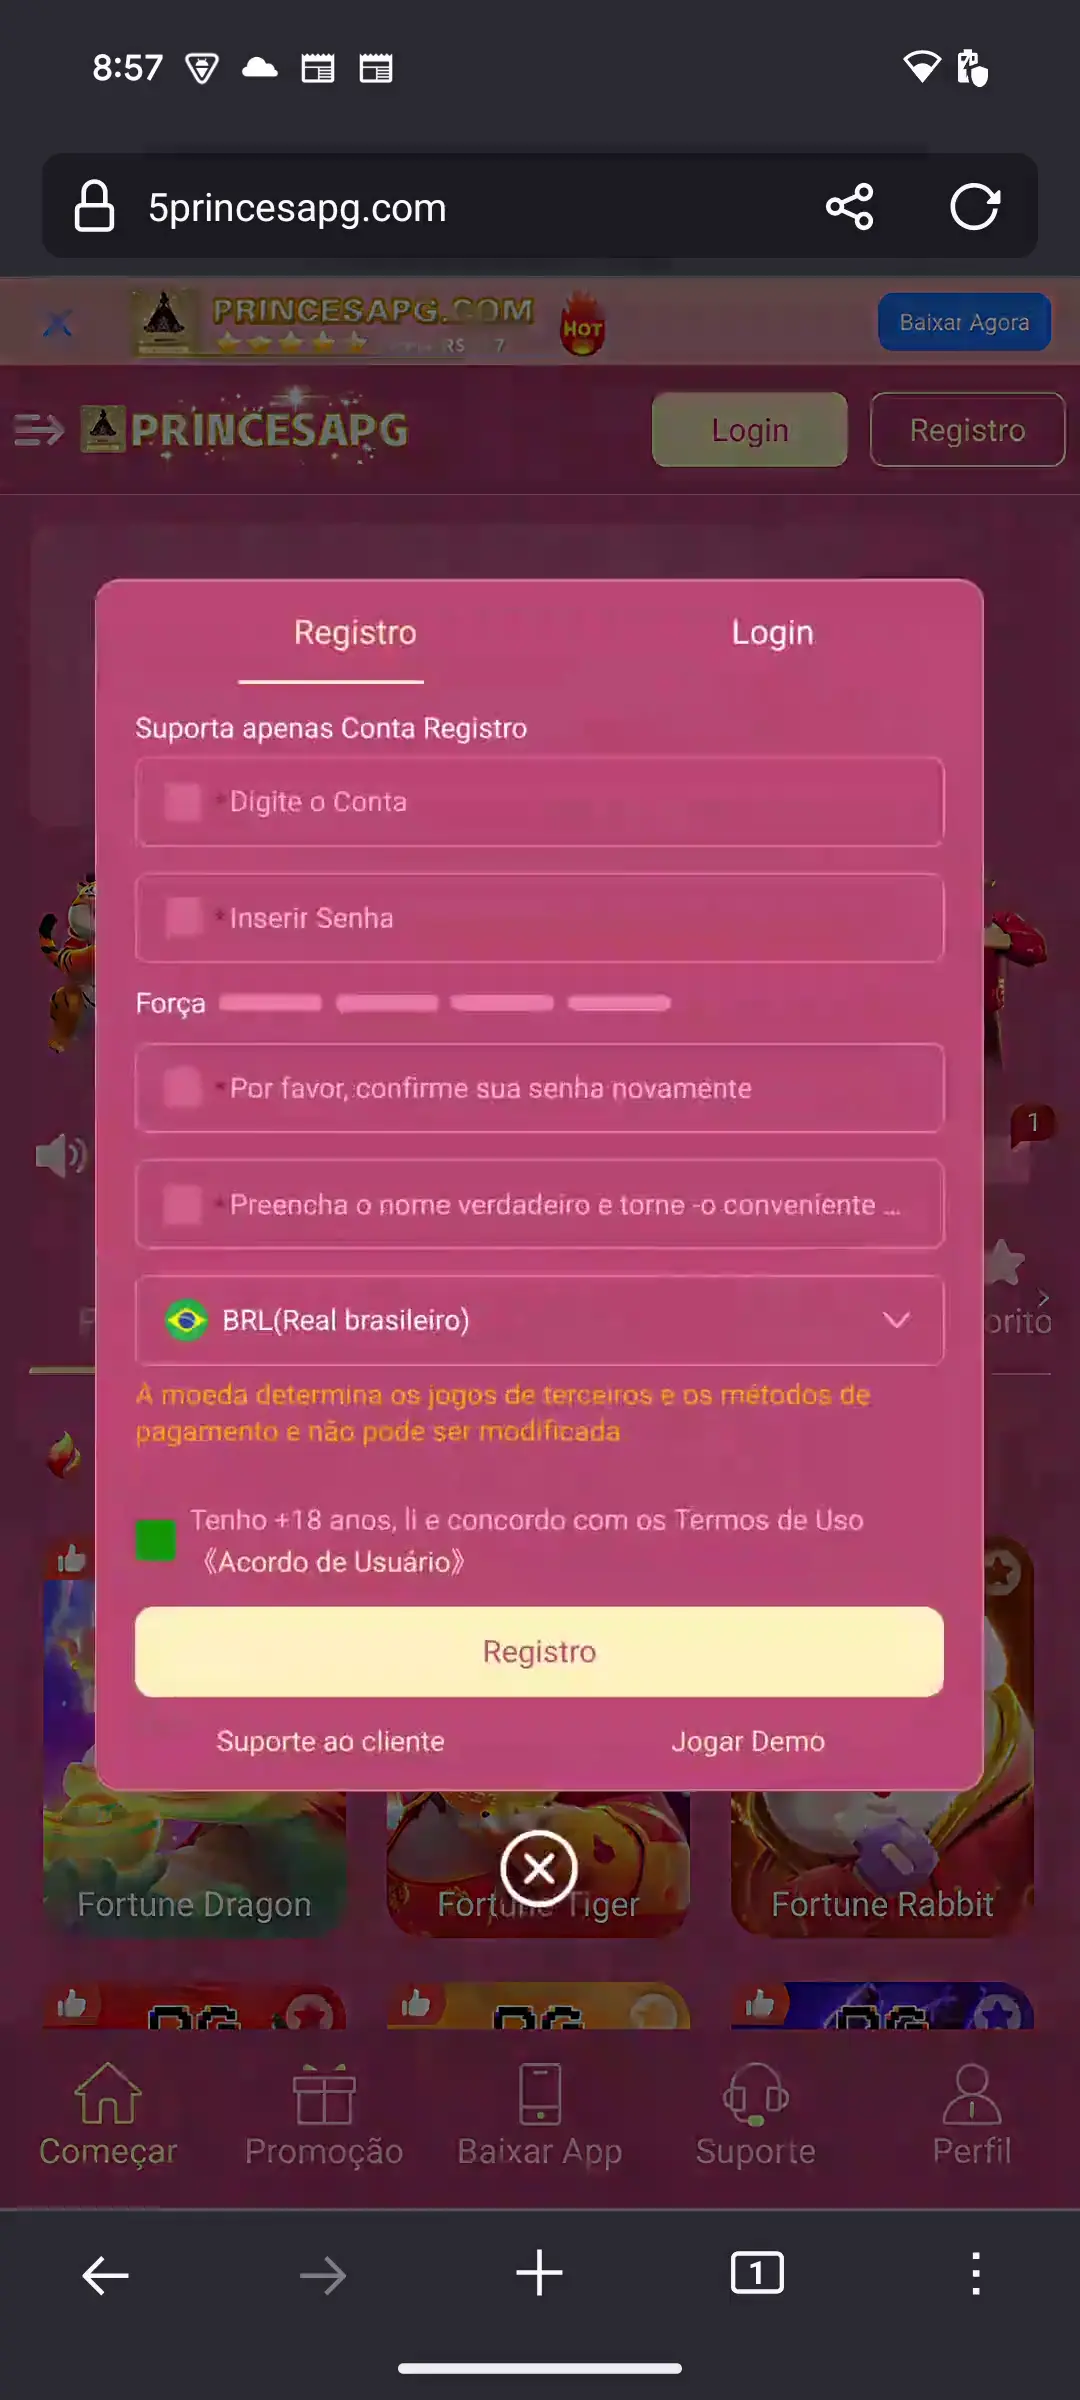 8:57
5princesapg.com
PRINCESAPG.COM
HOT
Baixar Agora
R$ 7
PRINCESAPG
Login
Registro
Registro
Login
Suporta apenas Conta Registro
* Digite o Conta
* Inserir Senha
Força
* Por favor, confirme sua senha novamente
1
* Preencha o nome verdadeiro e torne -o conveniente ...
BRL(Real brasileiro)
orito
A moeda determina os jogos de terceiros e os métodos de
pagamento e não pode ser modificada
Tenho +18 anos, li e concordo com os Termos de Uso
《Acordo de Usuário》
Registro
Suporte ao cliente
Jogar Demo
Fortune Dragon
Fortune Tiger
Fortune Rabbit
PG
PG
PG
Começar
Promoção
Baixar App
Suporte
Perfil
1